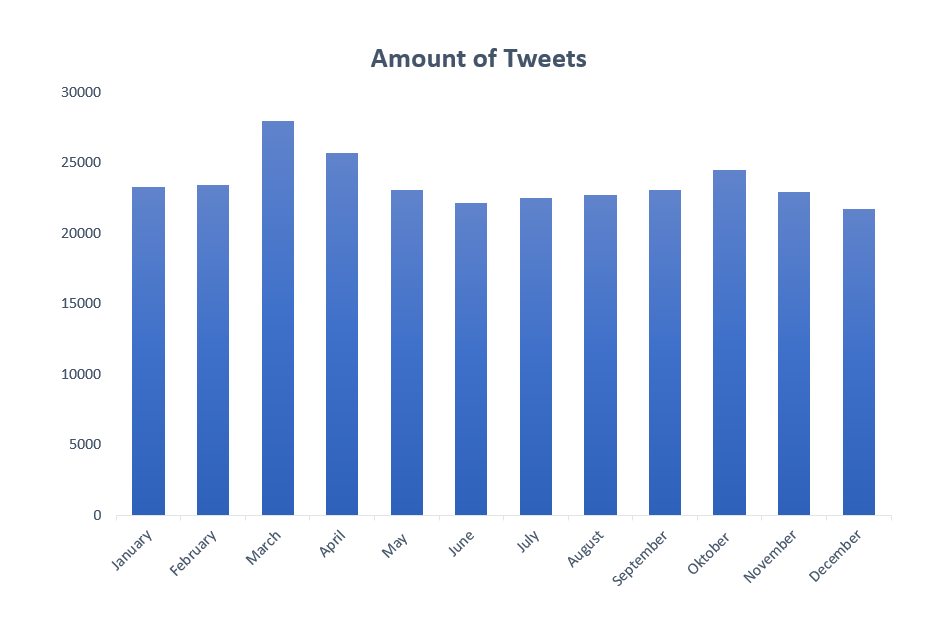 Amount of Tweets
30000
25000
20000
15000
10000
5000
0
January
February
March
April
May
June
July
August
September
Oktober
November
December